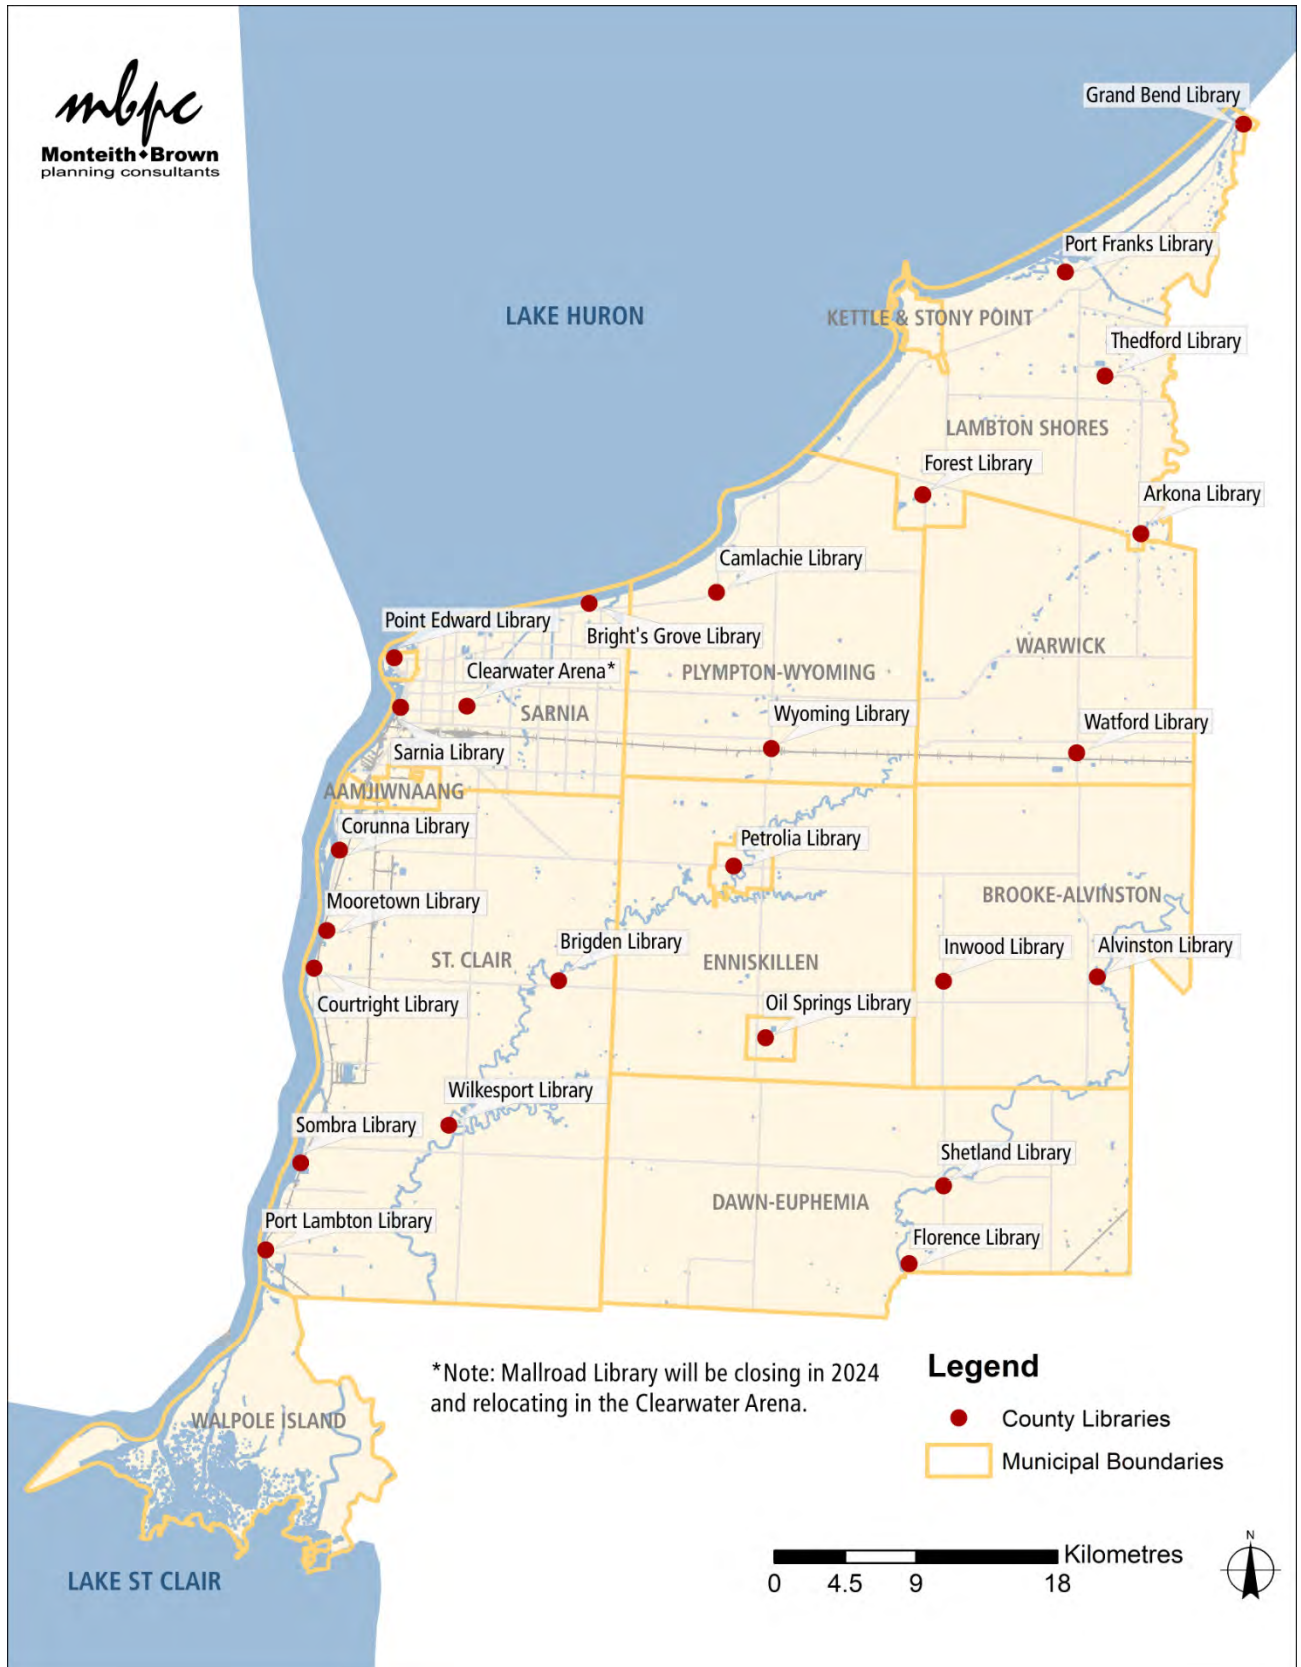 mbpc
Monteith♦Brown
planning consultants
Grand Bend Library
Port Franks Library
LAKE HURON
KETTLE & STONY POINT
Thedford Library
LAMBTON SHORES
Forest Library
Arkona Library
Camlachie Library
Point Edward Library
Bright's Grove Library
WARWICK
Clearwater Arena*
PLYMPTON-WYOMING
SARNIA
Wyoming Library
Watford Library
Sarnia Library
AAMJIWNAANG
Corunna Library
Petrolia Library
BROOKE-ALVINSTON
Mooretown Library
Brigden Library
Inwood Library
Alvinston Library
ST. CLAIR
ENNISKILLEN
Courtright Library
Oil Springs Library
Wilkesport Library
Sombra Library
Shetland Library
DAWN-EUPHEMIA
Port Lambton Library
Florence Library
*Note: Mallroad Library will be closing in 2024
and relocating in the Clearwater Arena.
Legend
County Libraries
Municipal Boundaries
WALPOLE ISLAND
LAKE ST CLAIR
Kilometres
0 4.5 9 18
N